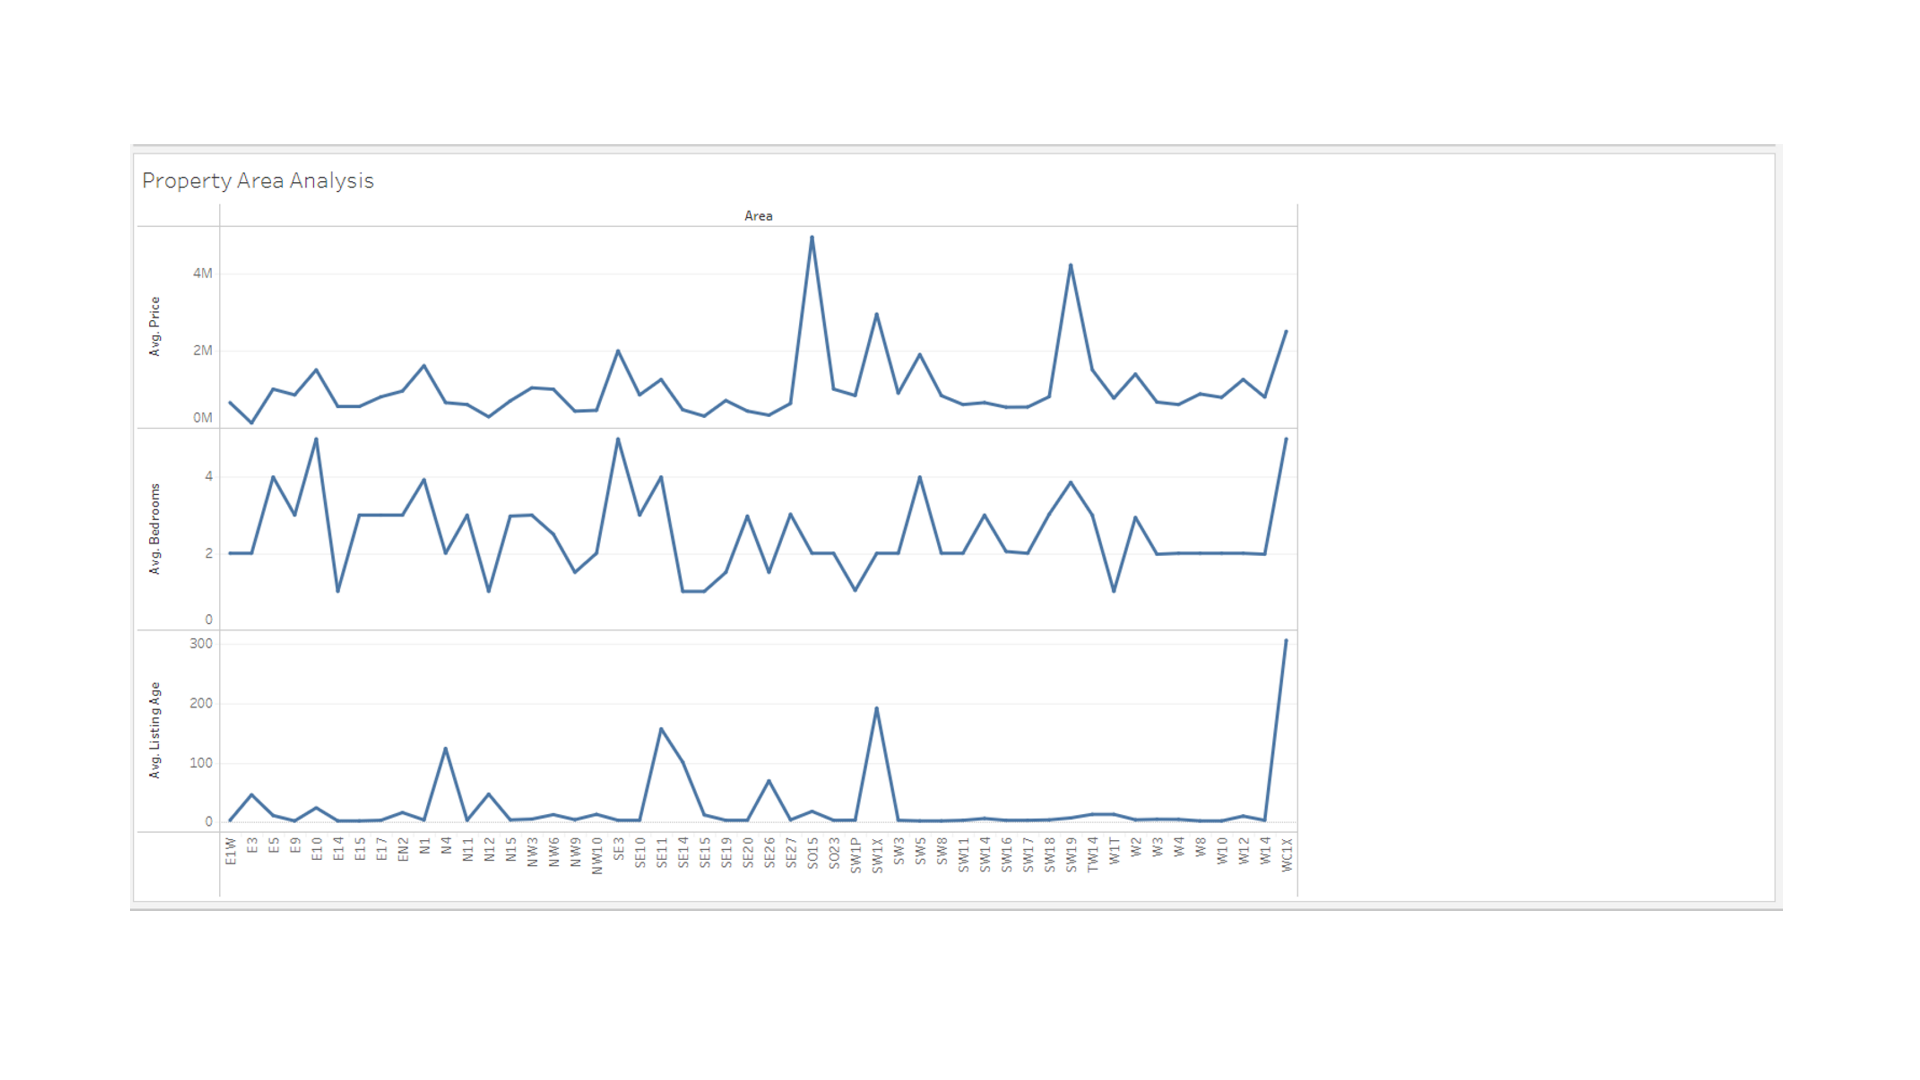 Property Area Analysis
Area
Avg. Price
4M
2M
0M
Avg. Bedrooms
4
2
0
Avg. Listing Age
300
200
100
0
E1W
E3
E5
E9
E10
E14
E15
E17
EN2
N1
N4
N11
N12
N15
NW3
NW6
NW9
NW10
SE3
SE10
SE11
SE14
SE15
SE19
SE20
SE26
SE27
SO15
SO23
SW1P
SW1X
SW3
SW5
SW8
SW11
SW14
SW16
SW17
SW18
SW19
TW14
W1T
W2
W3
W4
W8
W10
W12
W14
WC1X